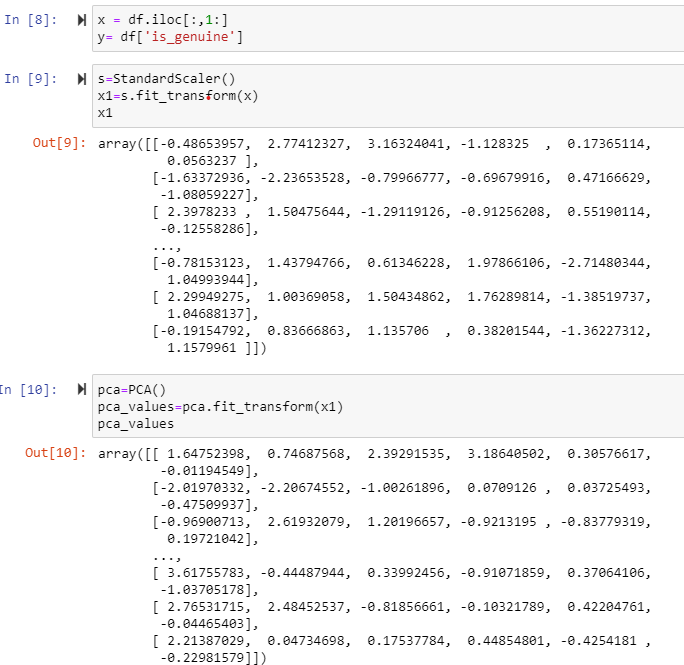 In [8]:
x = df.iloc[:,1:]
y= df['is_genuine']
In [9]:
s=StandardScaler()
x1=s.fit_transform(x)
x1
Out[9]:
array([[-0.48653957,  2.77412327,  3.16324041, -1.128325  ,  0.17365114,
         0.0563237 ],
       [-1.63372936, -2.23653528, -0.79966777, -0.69679916,  0.47166629,
        -1.08059227],
       [ 2.3978233 ,  1.50475644, -1.29119126, -0.91256208,  0.55190114,
        -0.12558286],
       ...,
       [-0.78153123,  1.43794766,  0.61346228,  1.97866106, -2.71480344,
         1.04993944],
       [ 2.29949275,  1.00369058,  1.50434862,  1.76289814, -1.38519737,
         1.04688137],
       [-0.19154792,  0.83666863,  1.135706  ,  0.38201544, -1.36227312,
         1.1579961 ]])
In [10]:
pca=PCA()
pca_values=pca.fit_transform(x1)
pca_values
Out[10]:
array([[ 1.64752398,  0.74687568,  2.39291535,  3.18640502,  0.30576617,
        -0.01194549],
       [-2.01970332, -2.20674552, -1.00261896,  0.0709126 ,  0.03725493,
        -0.47509937],
       [-0.96900713,  2.61932079,  1.20196657, -0.9213195 , -0.83779319,
         0.19721042],
       ...,
       [ 3.61755783, -0.44487944,  0.33992456, -0.91071859,  0.37064106,
        -1.03705178],
       [ 2.76531715,  2.48452537, -0.81856661, -0.10321789,  0.42204761,
        -0.04465403],
       [ 2.21387029,  0.04734698,  0.17537784,  0.44854801, -0.4254181 ,
        -0.22981579]])